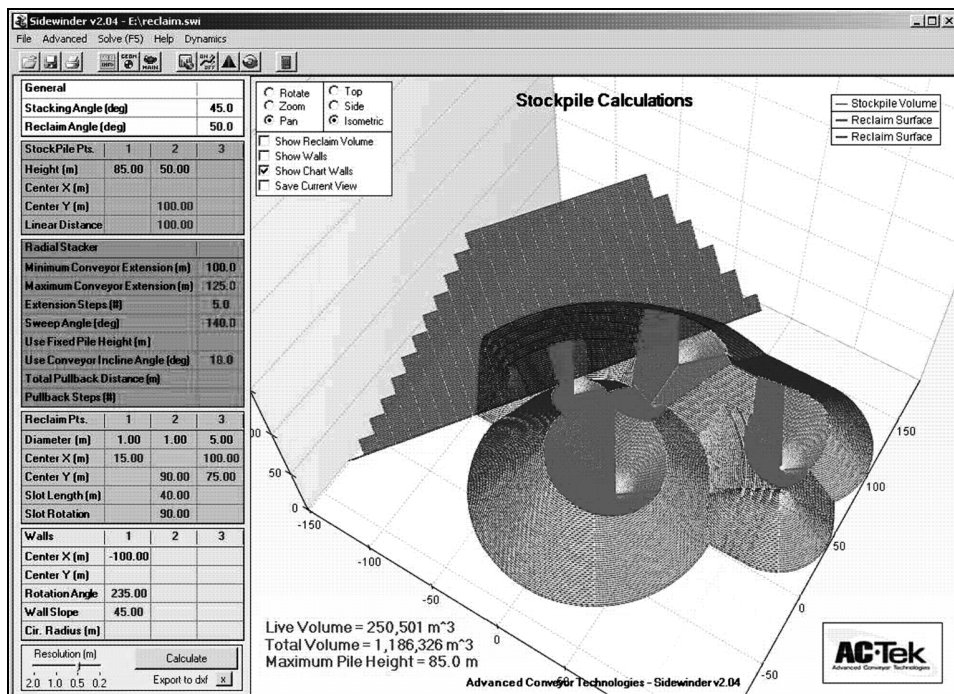 Sidewinder v2.04 - E:\reclaim.swi
File Advanced Solve (F5) Help Dynamics
General
Stacking Angle (deg) 45.0
Reclaim Angle (deg) 50.0
StockPile Pts. 1 2 3
Height (m) 85.00 50.00
Center X (m)
Center Y (m) 100.00
Linear Distance 100.00
Radial Stacker
Minimum Conveyor Extension (m) 100.0
Maximum Conveyor Extension (m) 125.0
Extension Steps (#) 5.0
Sweep Angle (deg) 140.0
Use Fixed Pile Height (m)
Use Conveyor Incline Angle (deg) 18.0
Total Pullback Distance (m)
Pullback Steps (#)
Reclaim Pts. 1 2 3
Diameter (m) 1.00 1.00 5.00
Center X (m) 15.00 100.00
Center Y (m) 90.00 75.00
Slot Length (m) 40.00
Slot Rotation 90.00
Walls 1 2 3
Center X (m) -100.00
Center Y (m)
Rotation Angle 235.00
Wall Slope 45.00
Cir. Radius (m)
Resolution (m)
2.0 1.0 0.5 0.2
Calculate
Export to dxf x
Rotate Top
Zoom Side
Pan Isometric
Show Reclaim Volume
Show Walls
Show Chart Walls
Save Current View
Stockpile Calculations
Stockpile Volume
Reclaim Surface
Reclaim Surface
50
0
-150
-100
-50
0
150
100
50
0
-50
Live Volume = 250,501 m^3
Total Volume = 1,186,326 m^3
Maximum Pile Height = 85.0 m
Advanced Conveyor Technologies - Sidewinder v2.04
AC-Tek
Advanced Conveyor Technologies